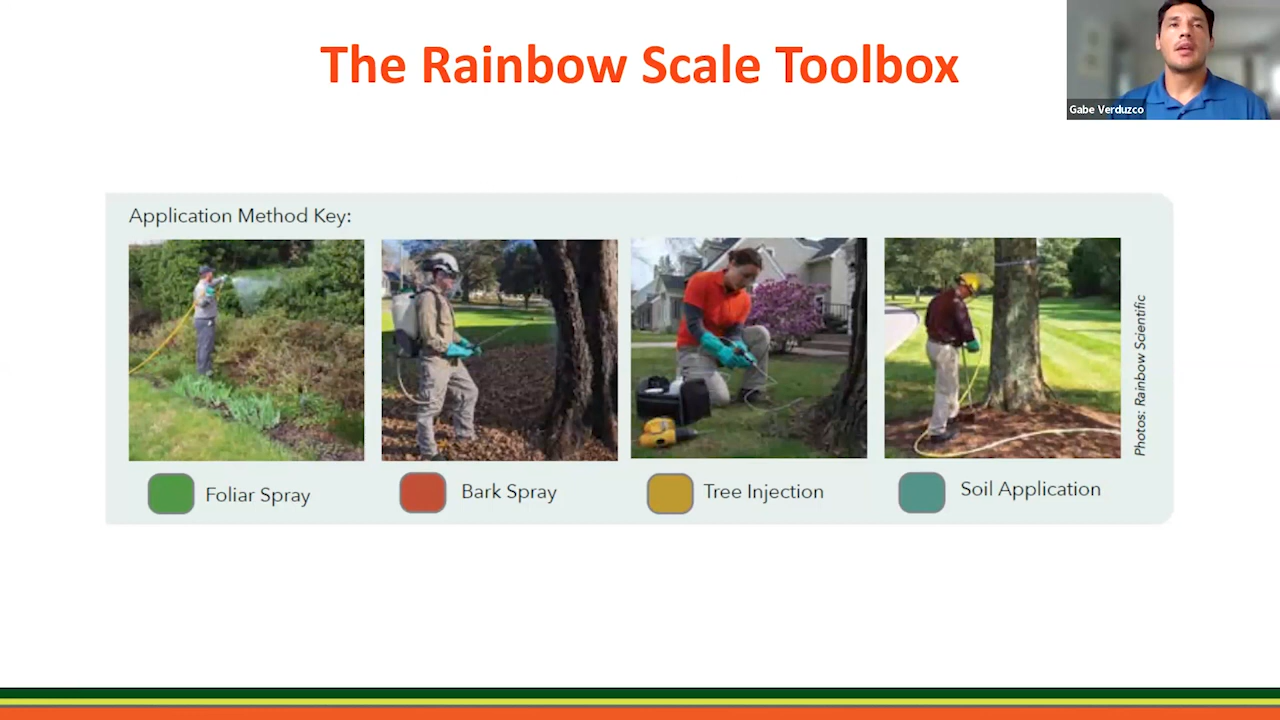 The Rainbow Scale Toolbox
Gabe Verduzco
Application Method Key:
Photos: Rainbow Scientific
Foliar Spray
Bark Spray
Tree Injection
Soil Application